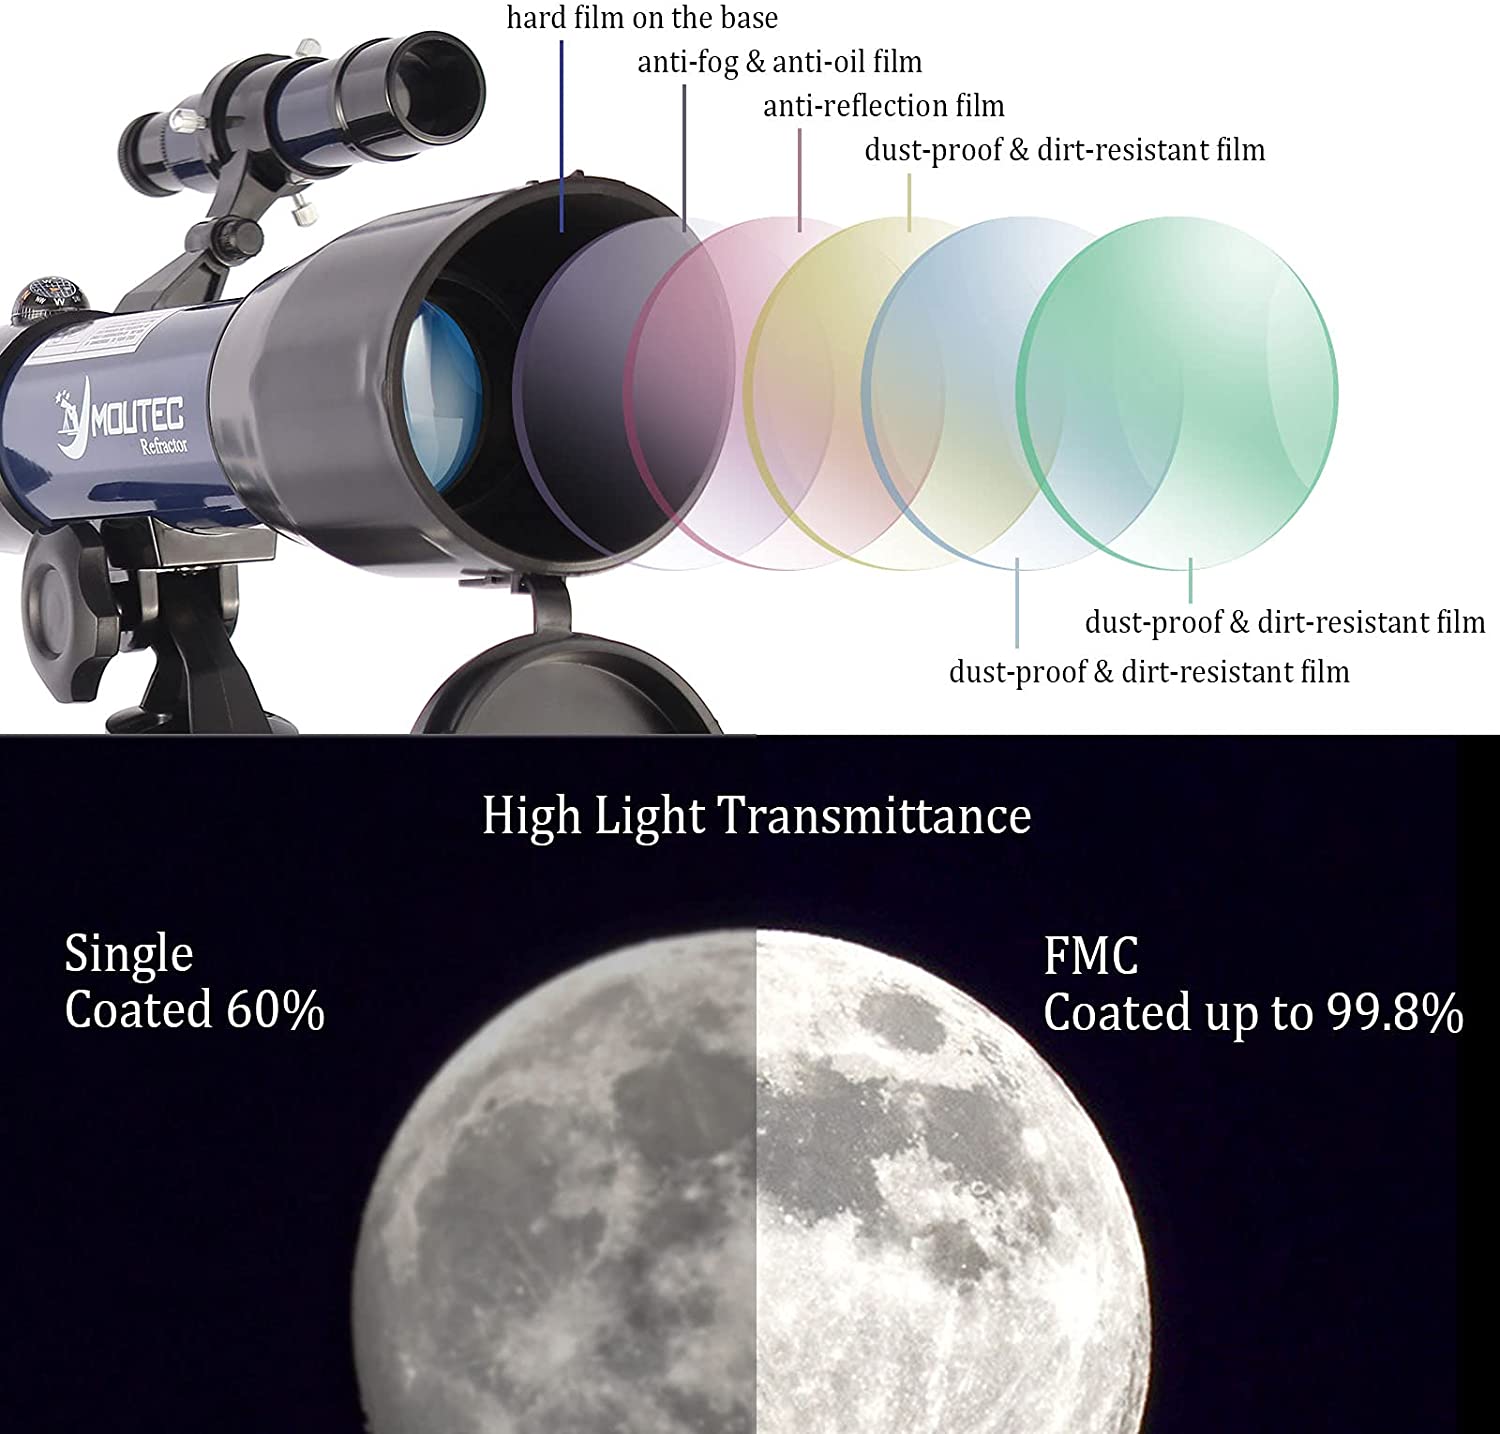 hard film on the base
anti-fog & anti-oil film
anti-reflection film
dust-proof & dirt-resistant film
NW
W
SW
MOUTEC
Refractor
dust-proof & dirt-resistant film
dust-proof & dirt-resistant film
High Light Transmittance
Single
Coated 60%
FMC
Coated up to 99.8%